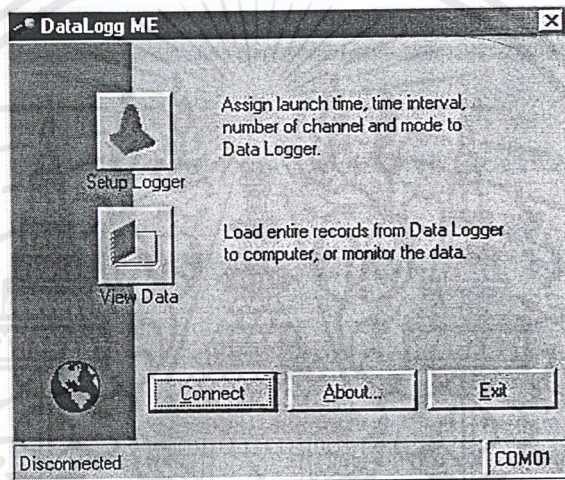 DataLogg ME
Assign launch time, time interval,
number of channel and mode to
Data Logger.
Setup Logger
Load entire records from Data Logger
to computer, or monitor the data.
View Data
Connect
About...
Exit
Disconnected
COM01